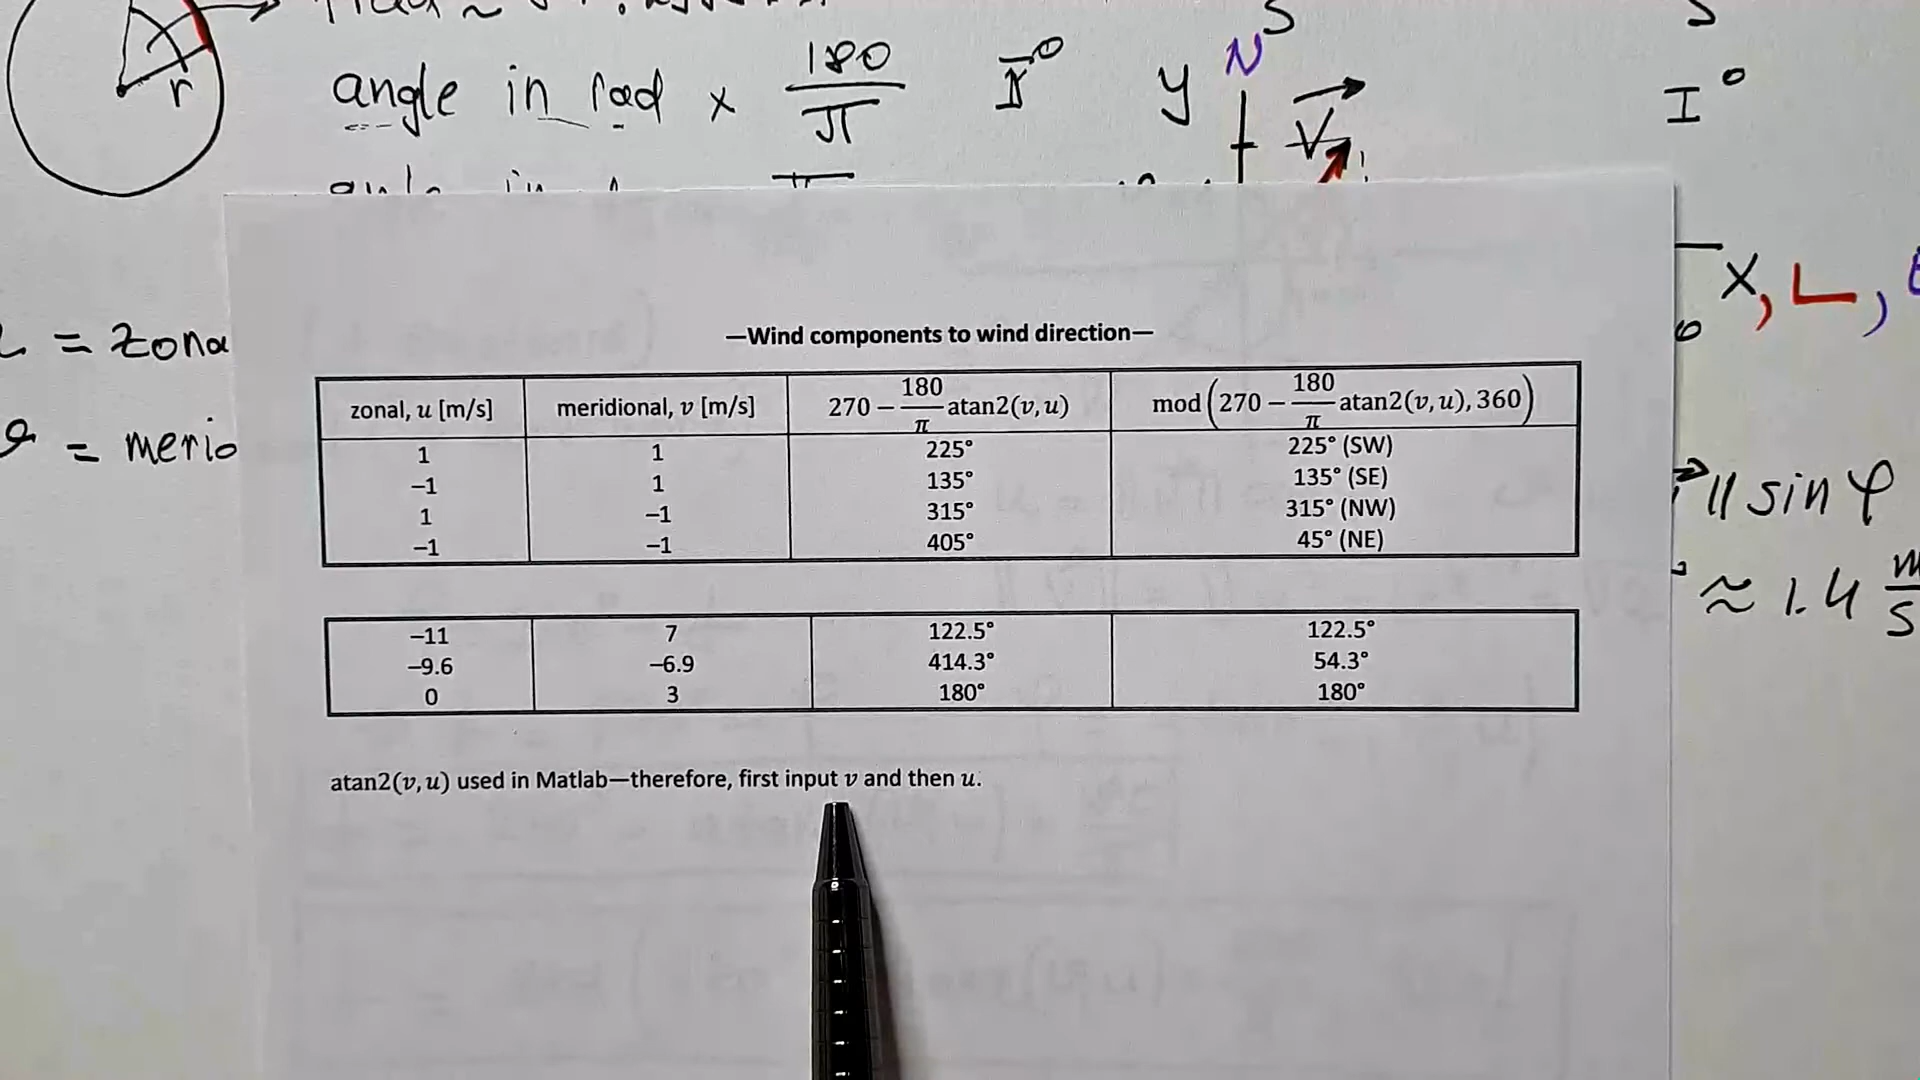 angle in rad × 180/π I° y N S S
r V I°
—Wind components to wind direction—
zonal, u [m/s] meridional, v [m/s] 270 − 180/π atan2(v, u) mod(270 − 180/π atan2(v, u), 360)
1 1 225° 225° (SW)
−1 1 135° 135° (SE)
1 −1 315° 315° (NW)
−1 −1 405° 45° (NE)
−11 7 122.5° 122.5°
−9.6 −6.9 414.3° 54.3°
0 3 180° 180°
atan2(v, u) used in Matlab—therefore, first input v and then u.
= zona
= merio
x, L,
|| sin φ
≈ 1.4 m/s